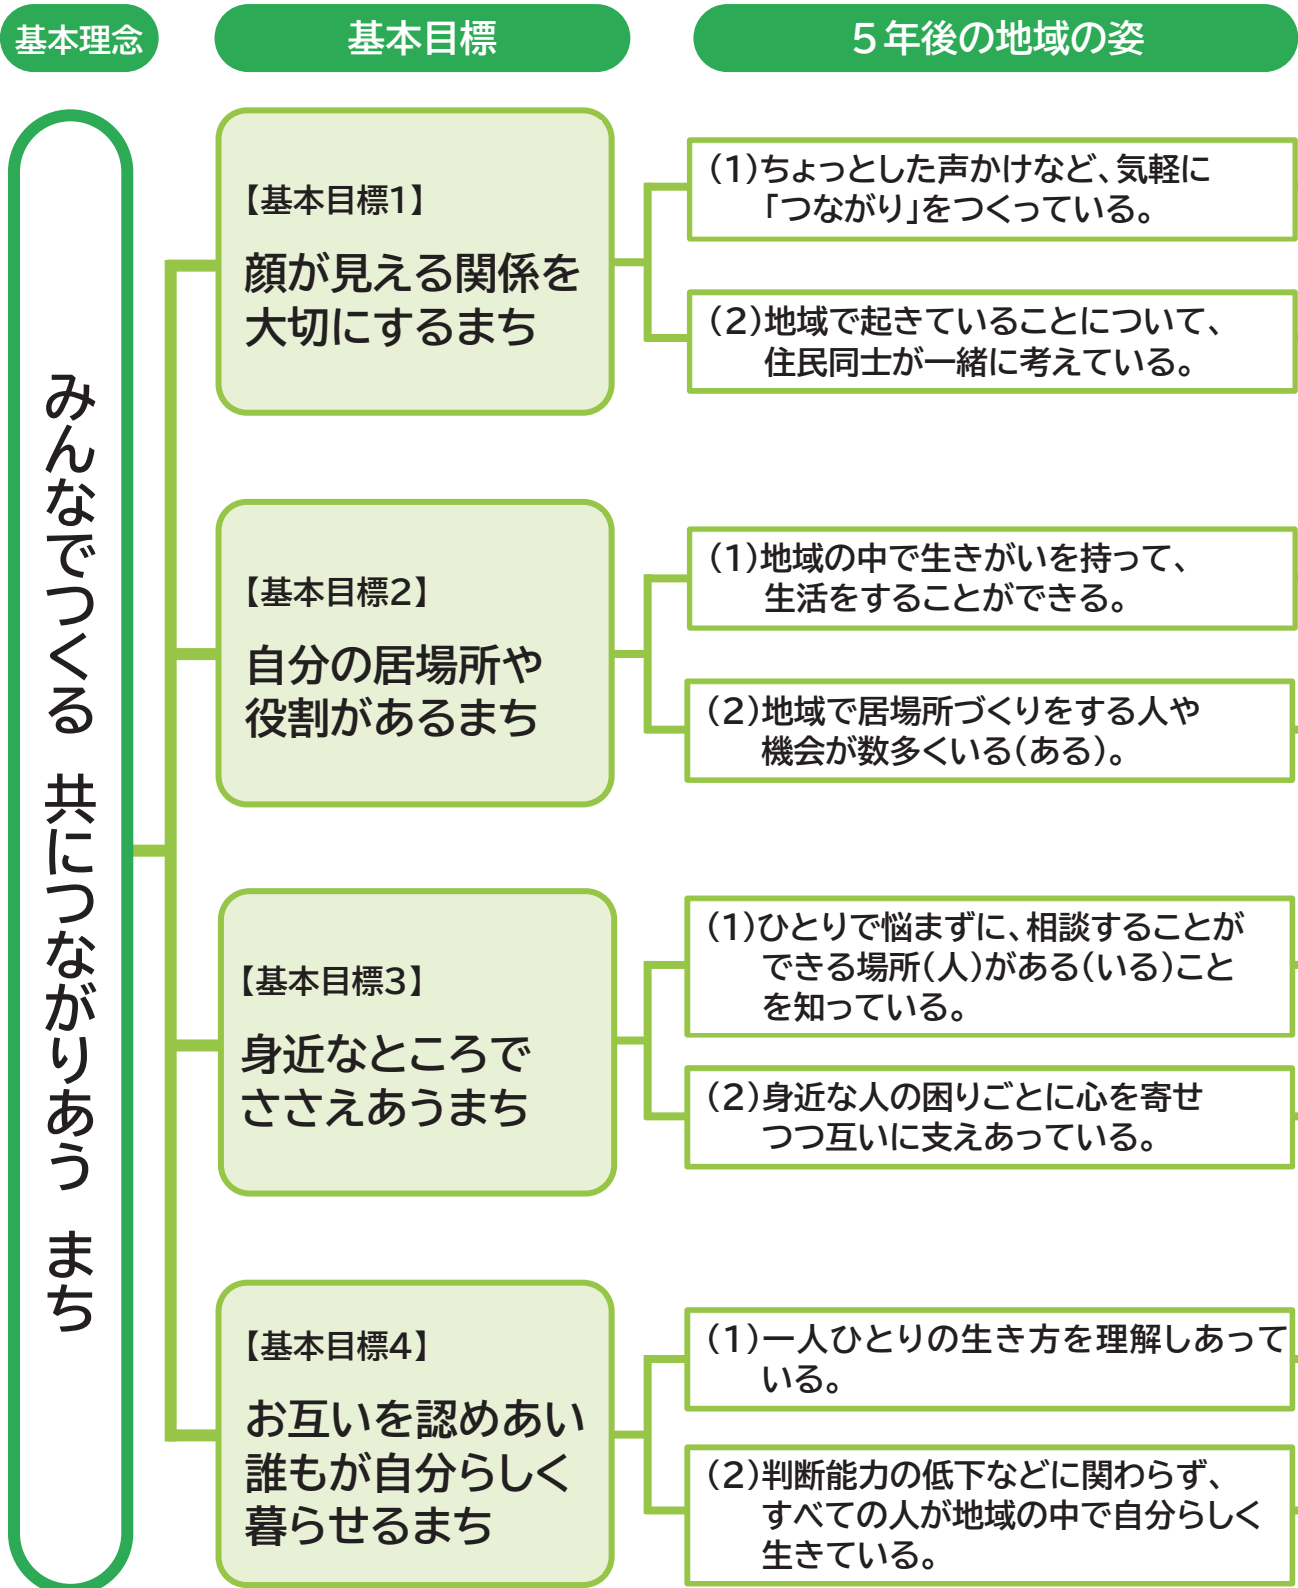 基本理念
基本目標
5年後の地域の姿
みんなでつくる 共につながりあう まち
【基本目標1】
顔が見える関係を
大切にするまち
(1)ちょっとした声かけなど、気軽に
「つながり」をつくっている。
(2)地域で起きていることについて、
住民同士が一緒に考えている。
【基本目標2】
自分の居場所や
役割があるまち
(1)地域の中で生きがいを持って、
生活をすることができる。
(2)地域で居場所づくりをする人や
機会が数多くいる(ある)。
【基本目標3】
身近なところで
ささえあうまち
(1)ひとりで悩まずに、相談することが
できる場所(人)がある(いる)こと
を知っている。
(2)身近な人の困りごとに心を寄せ
つつ互いに支えあっている。
【基本目標4】
お互いを認めあい
誰もが自分らしく
暮らせるまち
(1)一人ひとりの生き方を理解しあって
いる。
(2)判断能力の低下などに関わらず、
すべての人が地域の中で自分らしく
生きている。